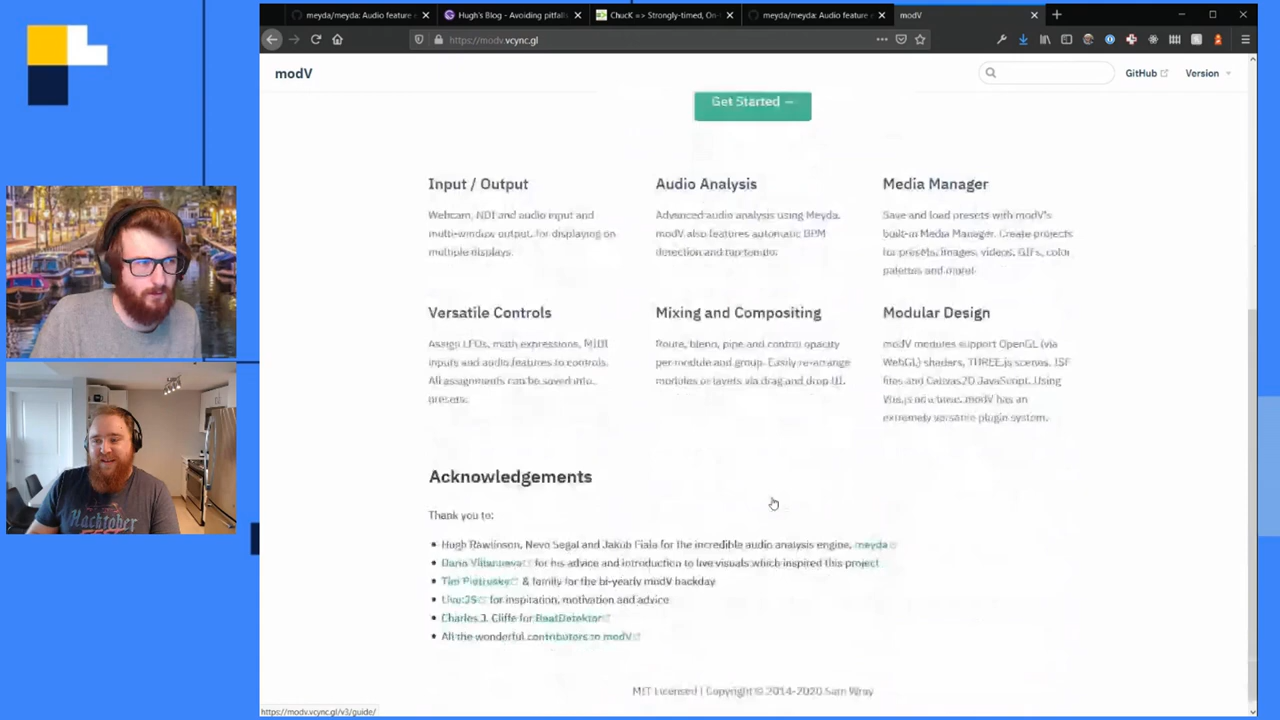 meyda/meyda: Audio feature e
Hugh's Blog - Avoiding pitfall
ChucK => Strongly-timed, On-
meyda/meyda: Audio feature e
modV
https://modv.vcync.gl
modV
GitHub
Version
Get Started →
Input / Output
Webcam, NDI and audio input and
multi-window output, for displaying on
multiple displays.
Audio Analysis
Advanced audio analysis using Meyda.
modV also features automatic BPM
detection and tap tempo.
Media Manager
Save and load presets with modV's
built-in Media Manager. Create projects
for presets, images, videos, GIFs, color
palettes and more!
Versatile Controls
Assign LFOs, math expressions, MIDI
inputs and audio features to controls.
All assignments can be saved into
presets.
Mixing and Compositing
Route, blend, pipe and control opacity
per module and group. Easily re-arrange
modules or layers via drag and drop UI.
Modular Design
modV modules support OpenGL (via
WebGL) shaders, THREE.js scenes, ISF
files and Canvas2D JavaScript. Using
Vue.js as a base, modV has an
extremely versatile plugin system.
Acknowledgements
Thank you to:
• Hugh Rawlinson, Nevo Segal and Jakub Fiala for the incredible audio analysis engine, meyda
• for his advice and introduction to live visuals which inspired this project
• Tim Pietrusky & family for the bi-yearly modV hackday
• LiveJS for inspiration, motivation and advice
• Charles J. Cliffe for BeatDetektor
• All the wonderful contributors to modV
MIT Licensed | Copyright © 2014-2020 Sam Wray
https://modv.vcync.gl/v3/guide/
Hacktober